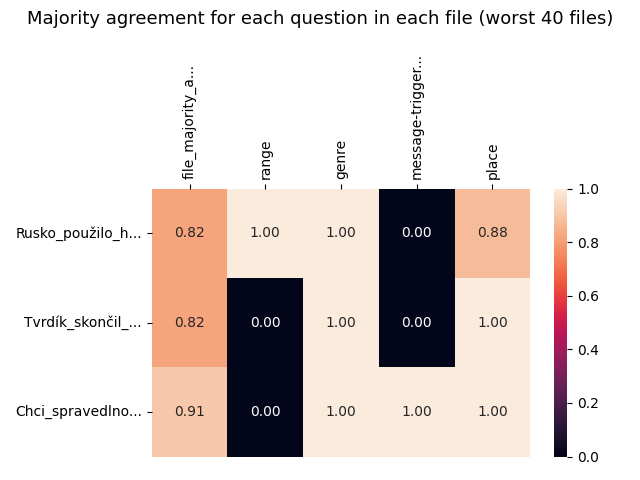 Majority agreement for each question in each file (worst 40 files)
file_majority_a...
range
genre
message-trigger...
place
Rusko_použilo_h... 0.82 1.00 1.00 0.00 0.88
Tvrdík_skončil_... 0.82 0.00 1.00 0.00 1.00
Chci_spravedlno... 0.91 0.00 1.00 1.00 1.00
1.0
0.8
0.6
0.4
0.2
0.0